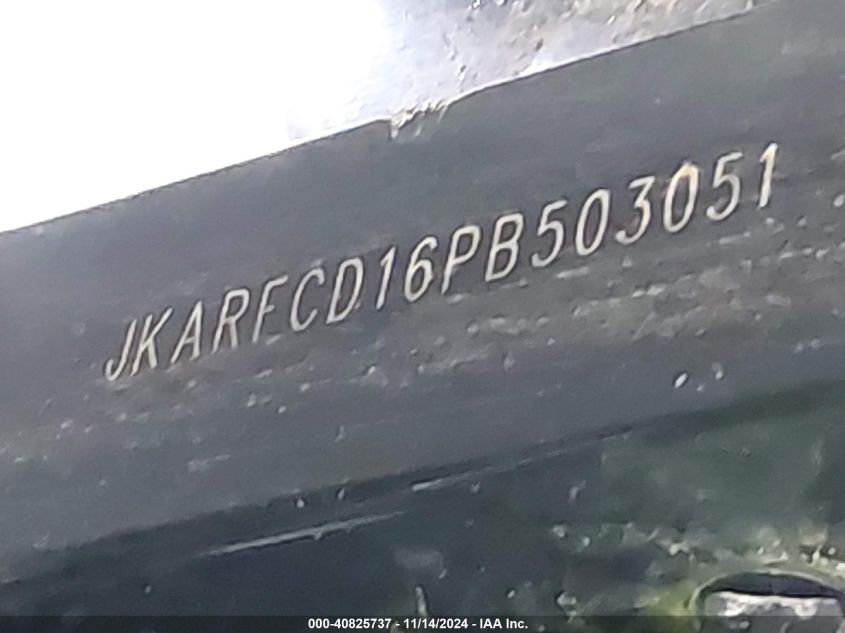 JKARFCD16PB503051
000-40825737 - 11/14/2024 - IAA Inc.